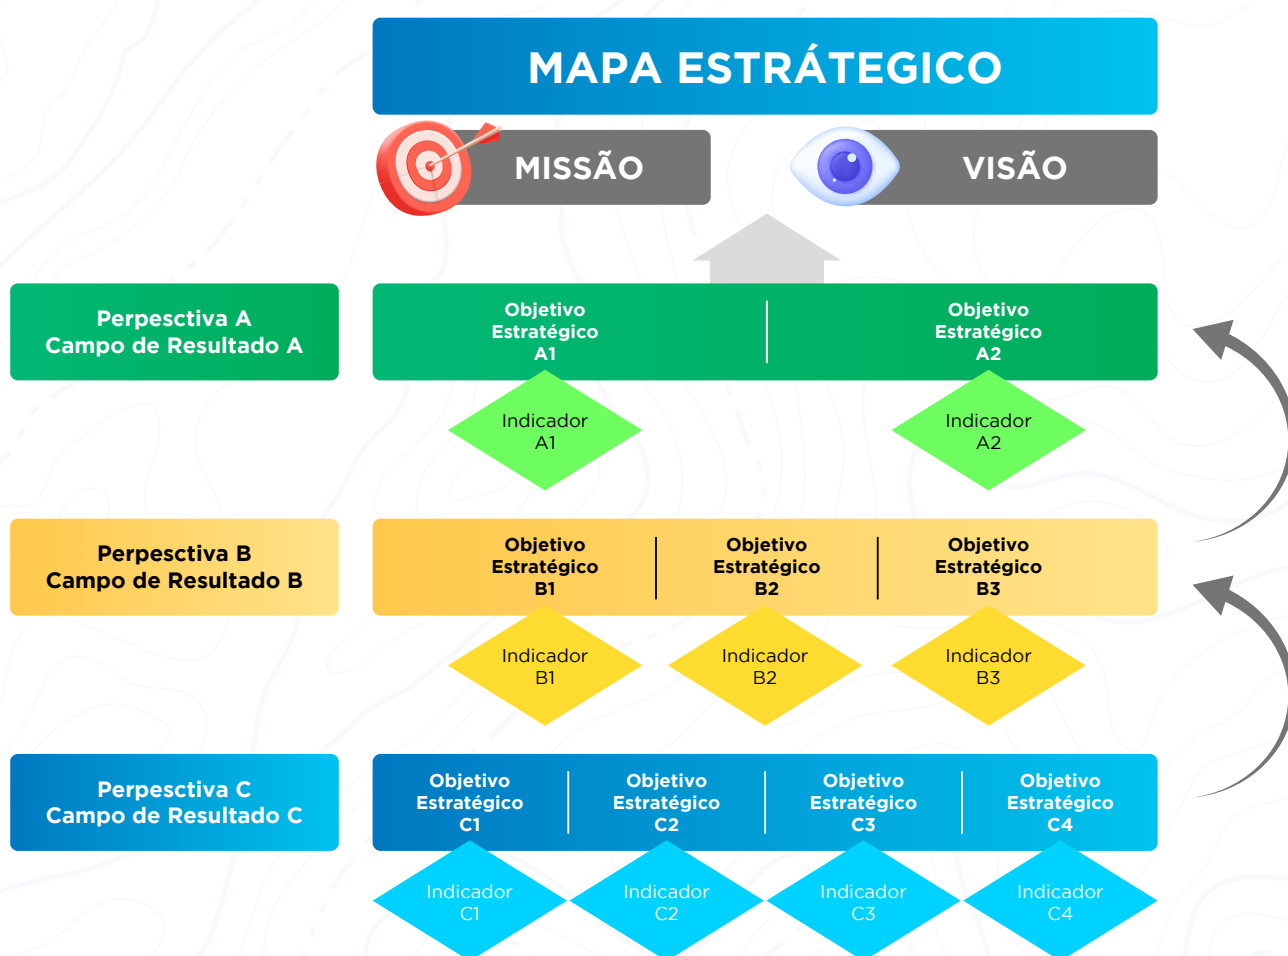 MAPA ESTRÁTEGICO
MISSÃO
VISÃO
Perpesctiva A
Campo de Resultado A
Objetivo
Estratégico
A1
Objetivo
Estratégico
A2
Indicador
A1
Indicador
A2
Perpesctiva B
Campo de Resultado B
Objetivo
Estratégico
B1
Objetivo
Estratégico
B2
Objetivo
Estratégico
B3
Indicador
B1
Indicador
B2
Indicador
B3
Perpesctiva C
Campo de Resultado C
Objetivo
Estratégico
C1
Objetivo
Estratégico
C2
Objetivo
Estratégico
C3
Objetivo
Estratégico
C4
Indicador
C1
Indicador
C2
Indicador
C3
Indicador
C4